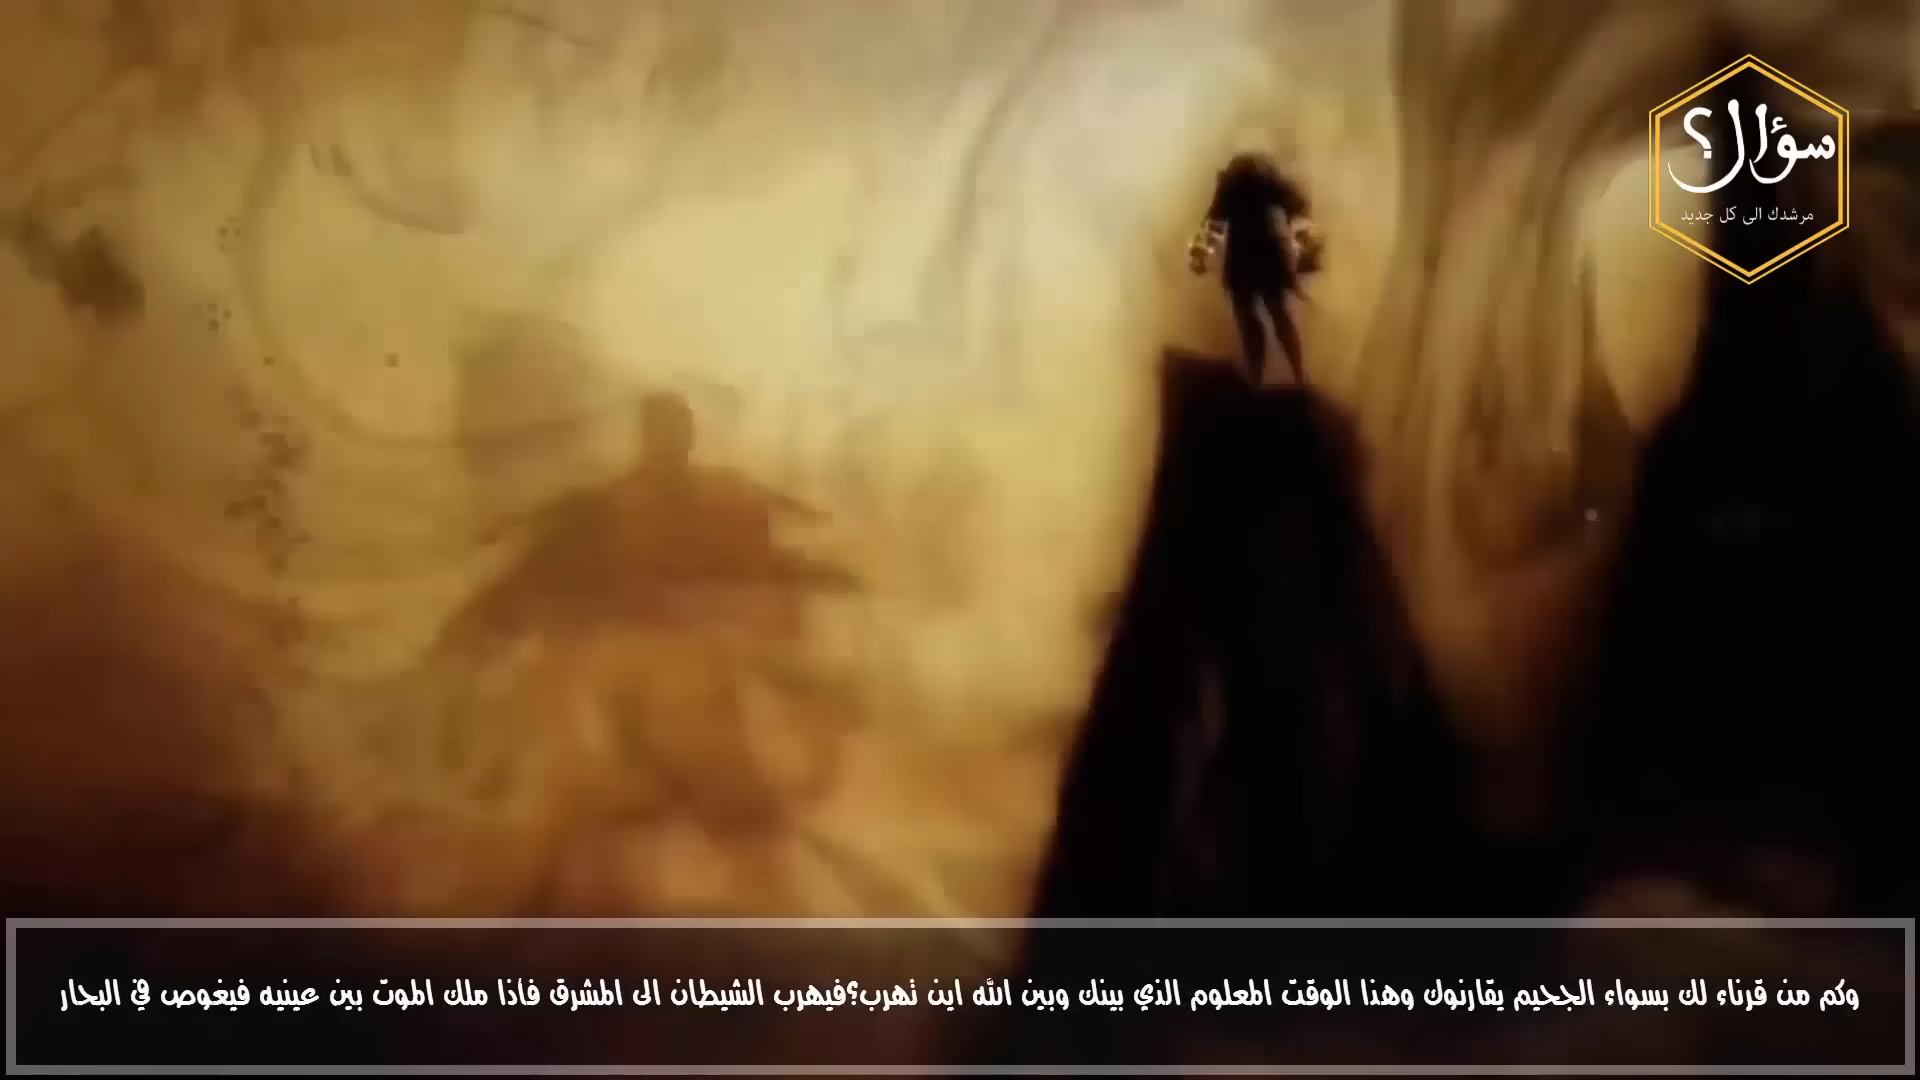 سؤال؟
مرشدك الى كل جديد
وكم من قرناء لك بسواء الجحيم يقارنوك وهذا الوقت المعلوم الذي بينك وبين الله اين تهرب؟فيهرب الشيطان الى المشرق فأذا ملك الموت بين عينيه فيغوص في البحار